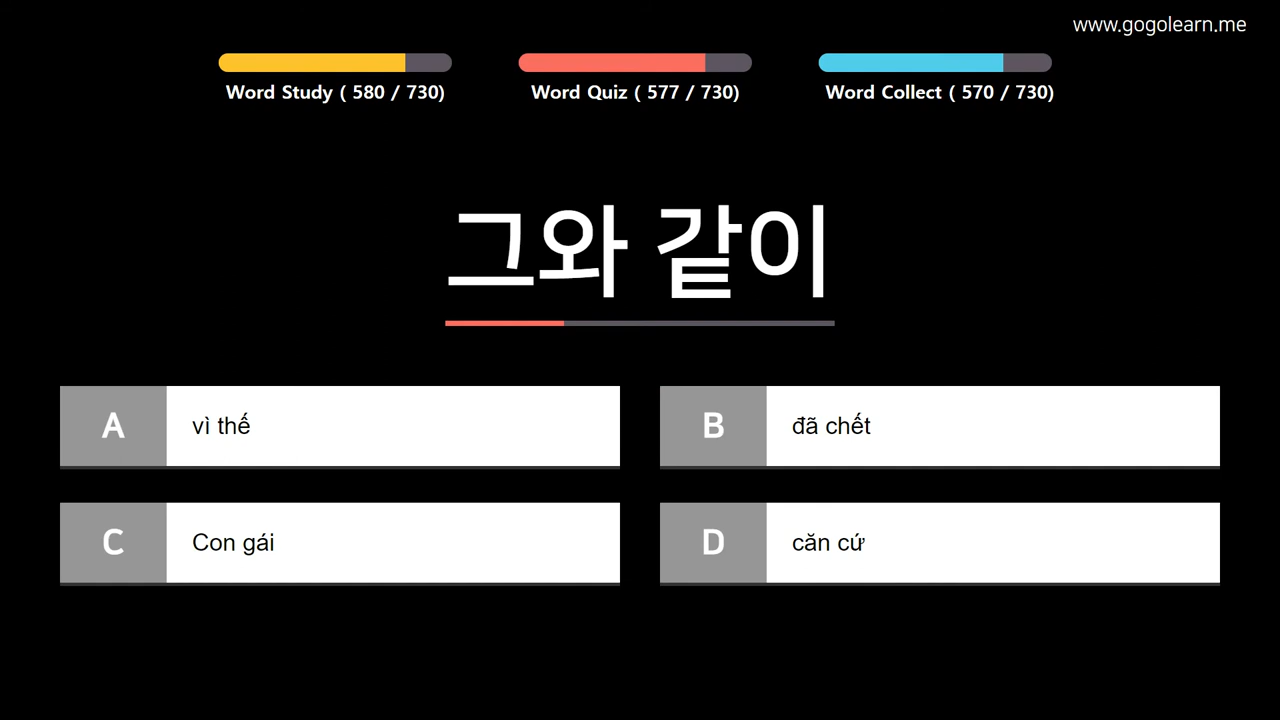 www.gogolearn.me
Word Study ( 580 / 730)
Word Quiz ( 577 / 730)
Word Collect ( 570 / 730)
그와 같이
A vì thế
B đã chết
C Con gái
D căn cứ